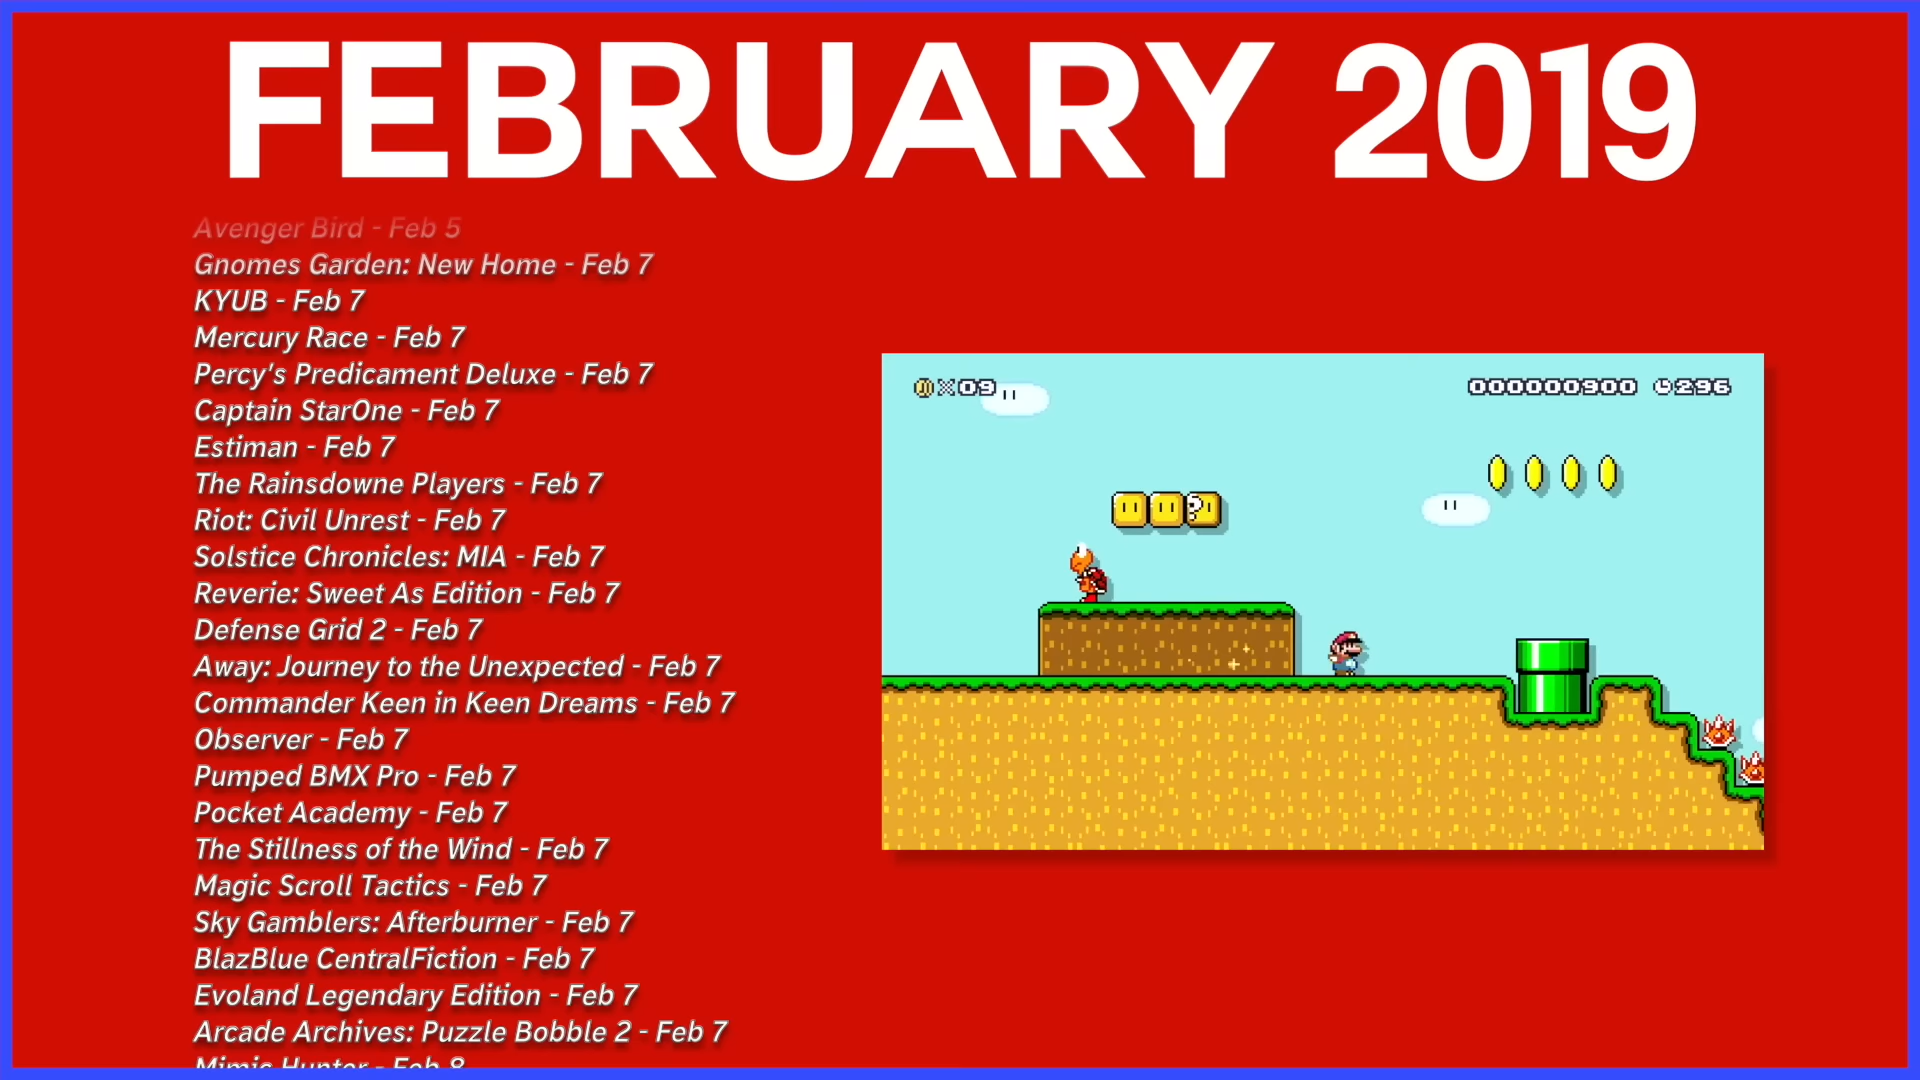 FEBRUARY 2019
Avenger Bird - Feb 5
Gnomes Garden: New Home - Feb 7
KYUB - Feb 7
Mercury Race - Feb 7
Percy's Predicament Deluxe - Feb 7
Captain StarOne - Feb 7
Estiman - Feb 7
The Rainsdowne Players - Feb 7
Riot: Civil Unrest - Feb 7
Solstice Chronicles: MIA - Feb 7
Reverie: Sweet As Edition - Feb 7
Defense Grid 2 - Feb 7
Away: Journey to the Unexpected - Feb 7
Commander Keen in Keen Dreams - Feb 7
Observer - Feb 7
Pumped BMX Pro - Feb 7
Pocket Academy - Feb 7
The Stillness of the Wind - Feb 7
Magic Scroll Tactics - Feb 7
Sky Gamblers: Afterburner - Feb 7
BlazBlue CentralFiction - Feb 7
Evoland Legendary Edition - Feb 7
Arcade Archives: Puzzle Bobble 2 - Feb 7
Mimic Hunter - Feb 8
×09
000000900 296
?